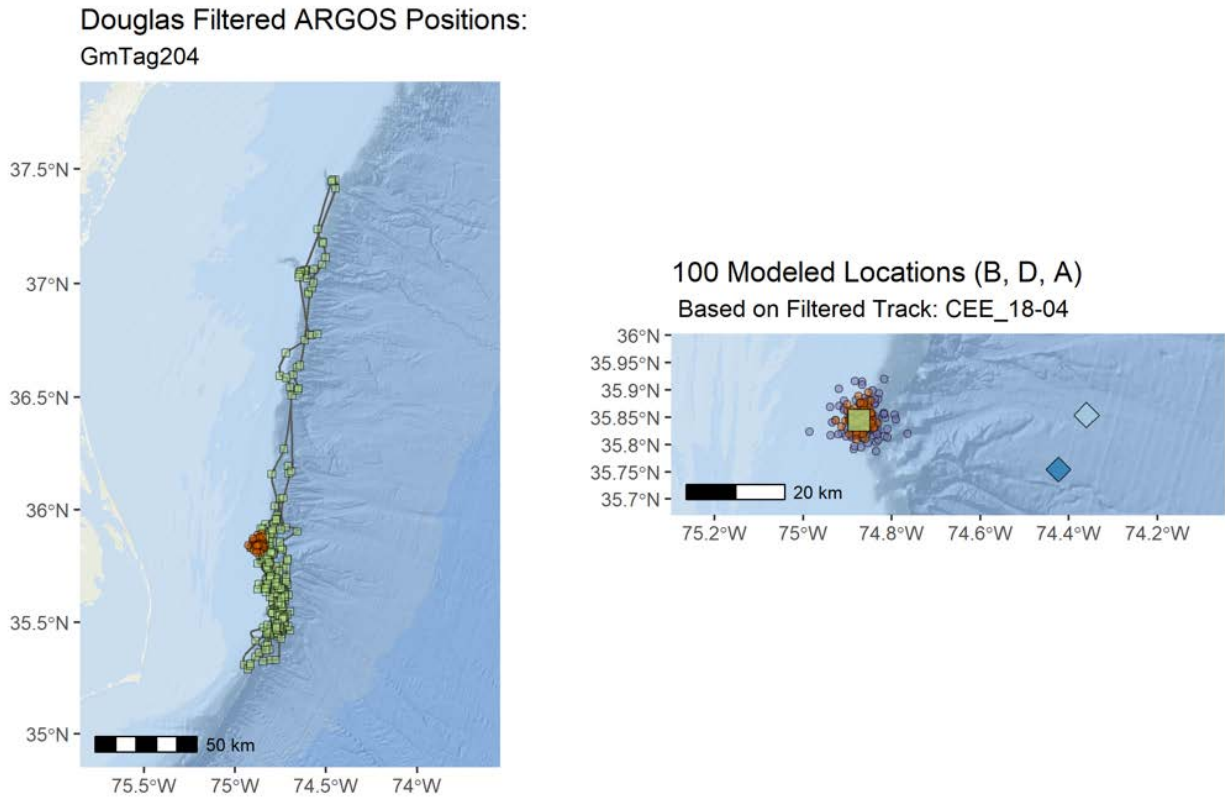 Douglas Filtered ARGOS Positions:
GmTag204
37.5°N
37°N
36.5°N
36°N
35.5°N
35°N
50 km
75.5°W 75°W 74.5°W 74°W
100 Modeled Locations (B, D, A)
Based on Filtered Track: CEE_18-04
36°N
35.95°N
35.9°N
35.85°N
35.8°N
35.75°N
35.7°N
20 km
75.2°W 75°W 74.8°W 74.6°W 74.4°W 74.2°W